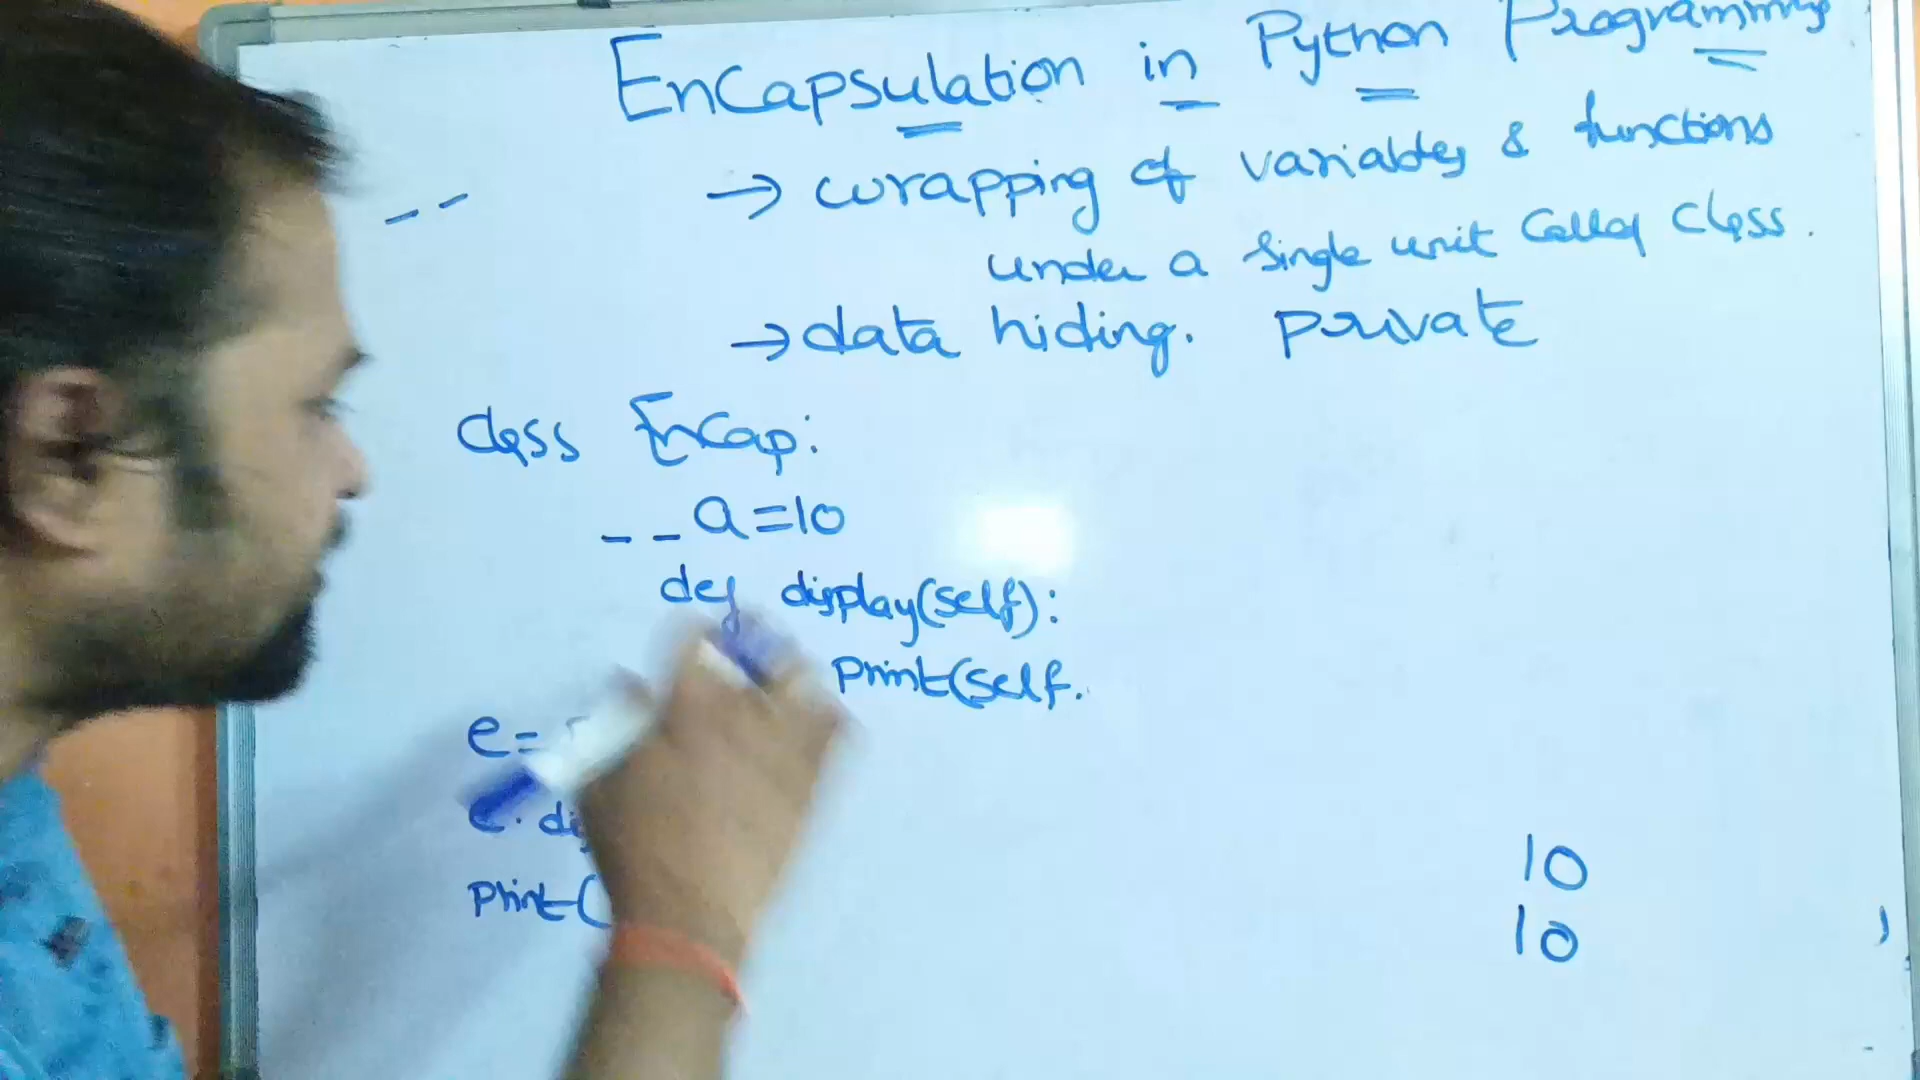 Encapsulation in Python Programming
→ wrapping of variables & functions
under a single unit called class.
→ data hiding. private
__
class Encap:
__a=10
def display(self):
print(self.
e=
e.
print(
10
10